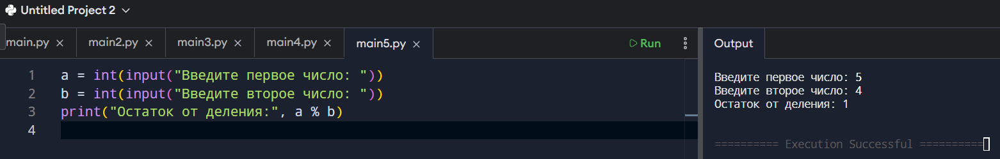 Untitled Project 2
main.py × main2.py × main3.py × main4.py × main5.py × Run Output
1 a = int(input("Введите первое число: "))
2 b = int(input("Введите второе число: "))
3 print("Остаток от деления:", a % b)
4
Введите первое число: 5
Введите второе число: 4
Остаток от деления: 1
========== Execution Successful ==========